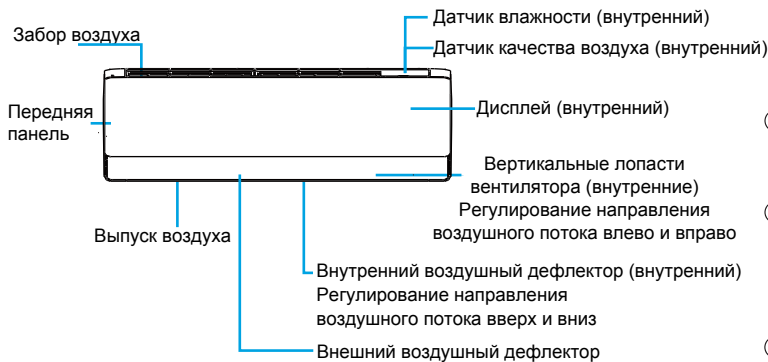 Датчик влажности (внутренний)
Забор воздуха
Датчик качества воздуха (внутренний)
Передняя
панель
Дисплей (внутренний)
Вертикальные лопасти
вентилятора (внутренние)
Регулирование направления
воздушного потока влево и вправо
Выпуск воздуха
Внутренний воздушный дефлектор (внутренний)
Регулирование направления
воздушного потока вверх и вниз
Внешний воздушный дефлектор